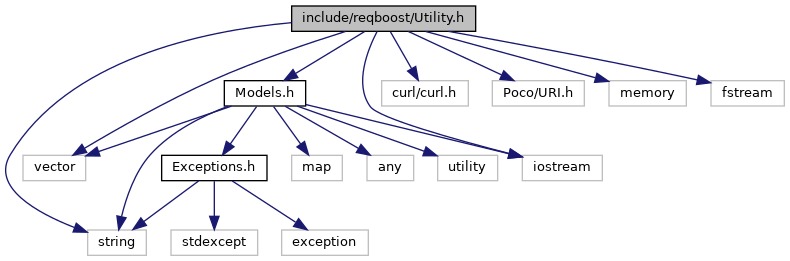 include/reqboost/Utility.h
Models.h
curl/curl.h
Poco/URI.h
memory
fstream
vector
Exceptions.h
map
any
utility
iostream
string
stdexcept
exception